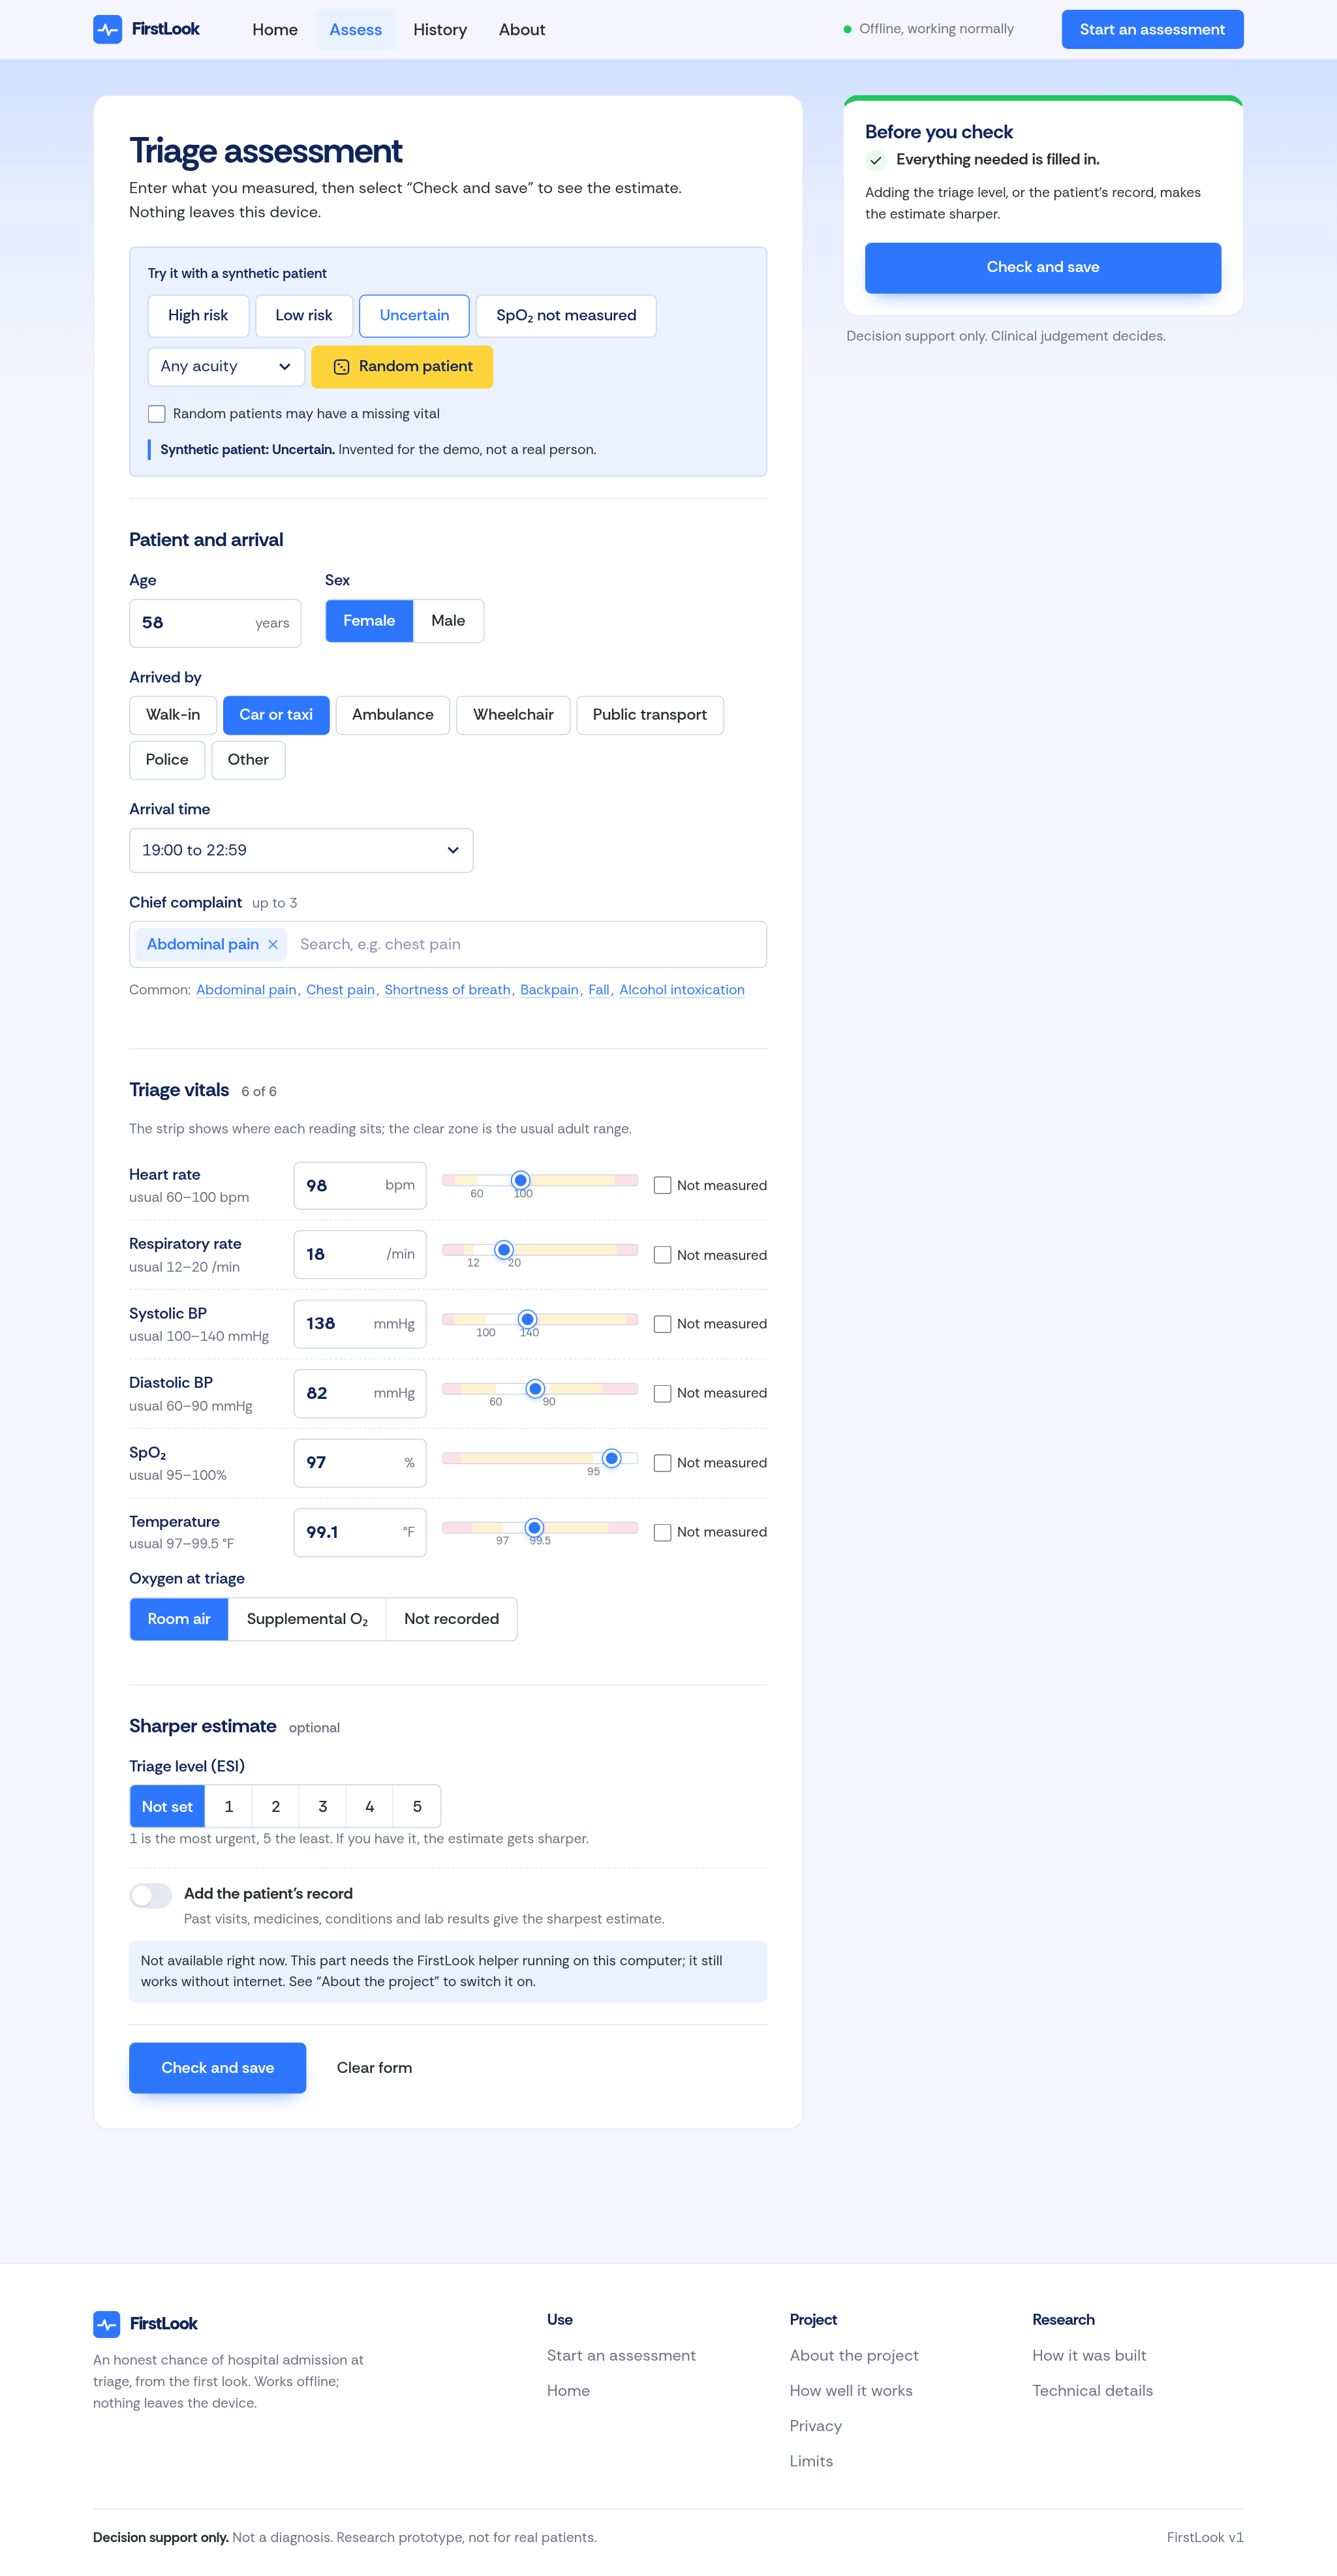 FirstLook
Home
Assess
History
About
Offline, working normally
Start an assessment
Triage assessment
Enter what you measured, then select “Check and save” to see the estimate.
Nothing leaves this device.
Try it with a synthetic patient
High risk
Low risk
Uncertain
SpO₂ not measured
Any acuity
Random patient
Random patients may have a missing vital
Synthetic patient: Uncertain. Invented for the demo, not a real person.
Before you check
Everything needed is filled in.
Adding the triage level, or the patient’s record, makes
the estimate sharper.
Check and save
Decision support only. Clinical judgement decides.
Patient and arrival
Age
Sex
58 years
Female
Male
Arrived by
Walk-in
Car or taxi
Ambulance
Wheelchair
Public transport
Police
Other
Arrival time
19:00 to 22:59
Chief complaint up to 3
Abdominal pain
Search, e.g. chest pain
Common: Abdominal pain, Chest pain, Shortness of breath, Backpain, Fall, Alcohol intoxication
Triage vitals 6 of 6
The strip shows where each reading sits; the clear zone is the usual adult range.
Heart rate
usual 60–100 bpm
98 bpm
60 100
Not measured
Respiratory rate
usual 12–20 /min
18 /min
12 20
Not measured
Systolic BP
usual 100–140 mmHg
138 mmHg
100 140
Not measured
Diastolic BP
usual 60–90 mmHg
82 mmHg
60 90
Not measured
SpO₂
usual 95–100%
97 %
95
Not measured
Temperature
usual 97–99.5 °F
99.1 °F
97 99.5
Not measured
Oxygen at triage
Room air
Supplemental O₂
Not recorded
Sharper estimate optional
Triage level (ESI)
Not set 1 2 3 4 5
1 is the most urgent, 5 the least. If you have it, the estimate gets sharper.
Add the patient’s record
Past visits, medicines, conditions and lab results give the sharpest estimate.
Not available right now. This part needs the FirstLook helper running on this computer; it still
works without internet. See “About the project” to switch it on.
Check and save
Clear form
FirstLook
An honest chance of hospital admission at
triage, from the first look. Works offline;
nothing leaves the device.
Use
Start an assessment
Home
Project
About the project
How well it works
Privacy
Limits
Research
How it was built
Technical details
Decision support only. Not a diagnosis. Research prototype, not for real patients.
FirstLook v1